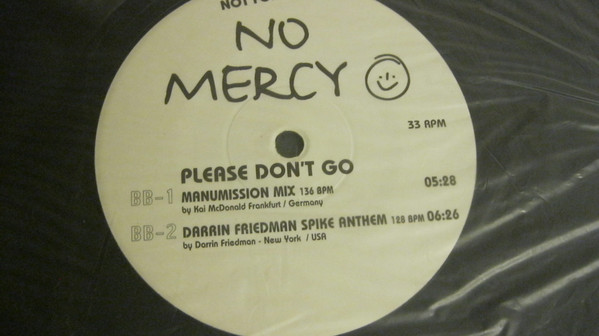 NO
MERCY
33 RPM
PLEASE DON'T GO
BB-1 MANUMISSION MIX 136 BPM 05:28
by Kai McDonald Frankfurt / Germany
BB-2 DARRIN FRIEDMAN SPIKE ANTHEM 128 BPM 06:26
by Darrin Friedman - New York / USA